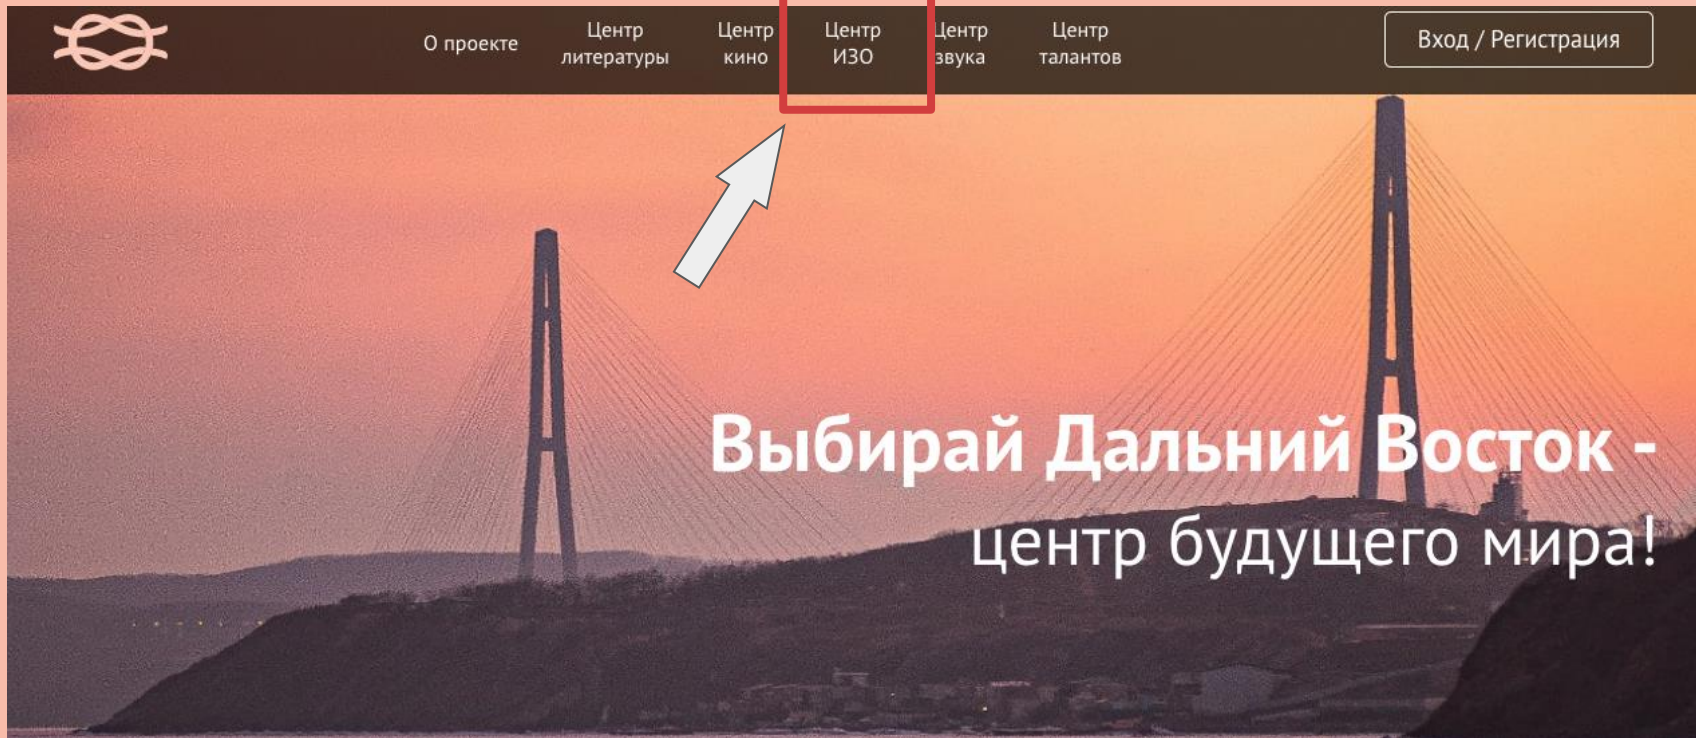 О проекте
Центр
литературы
Центр
кино
Центр
ИЗО
Центр
звука
Центр
талантов
Вход / Регистрация
Выбирай Дальний Восток -
центр будущего мира!